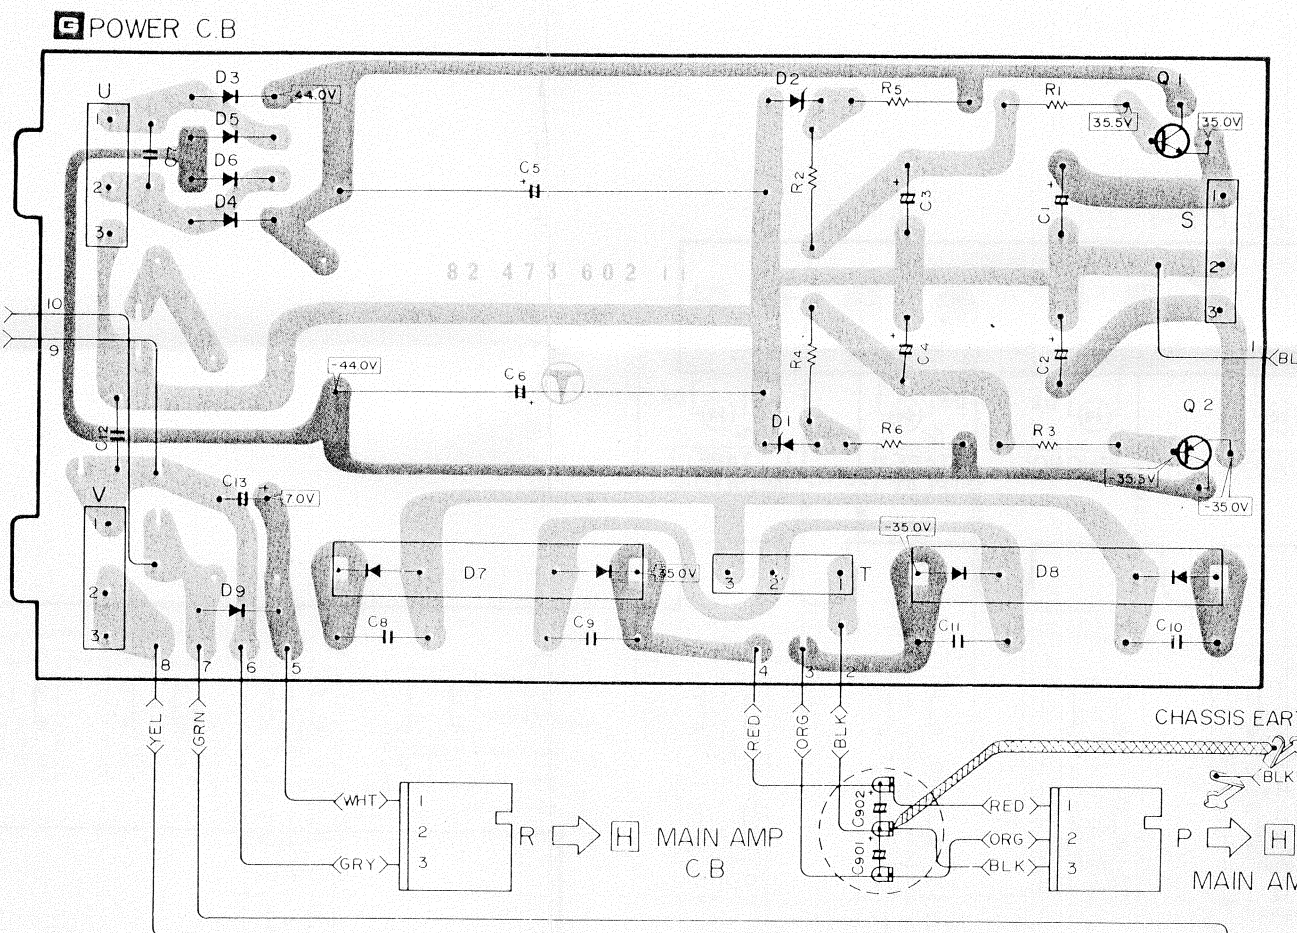 G POWER C.B
U
D3
44.0V
D2
R5
R1
Q1
1
D5
35.5V
35.0V
C7
D6
C5
+
R2
2
D4
+
C3
+
C1
1
S
3
82 473 602 11
2
10
3
9
-44.0V
R4
+
C4
+
C2
1
BL
C6
+
Q2
C12
D1
R6
R3
V
C13
+
7.0V
-35.5V
-35.0V
1
-35.0V
D7
35.0V
3
2
1
T
D8
2
D9
3
C8
C9
C11
C10
8
7
6
5
4
3
2
YEL
GRN
RED
ORG
BLK
CHASSIS EAR
BLK
WHT
1
2
GRY
3
R
H
MAIN AMP
C.B
C902
+
C901
+
RED
1
ORG
2
BLK
3
P
H
MAIN AM